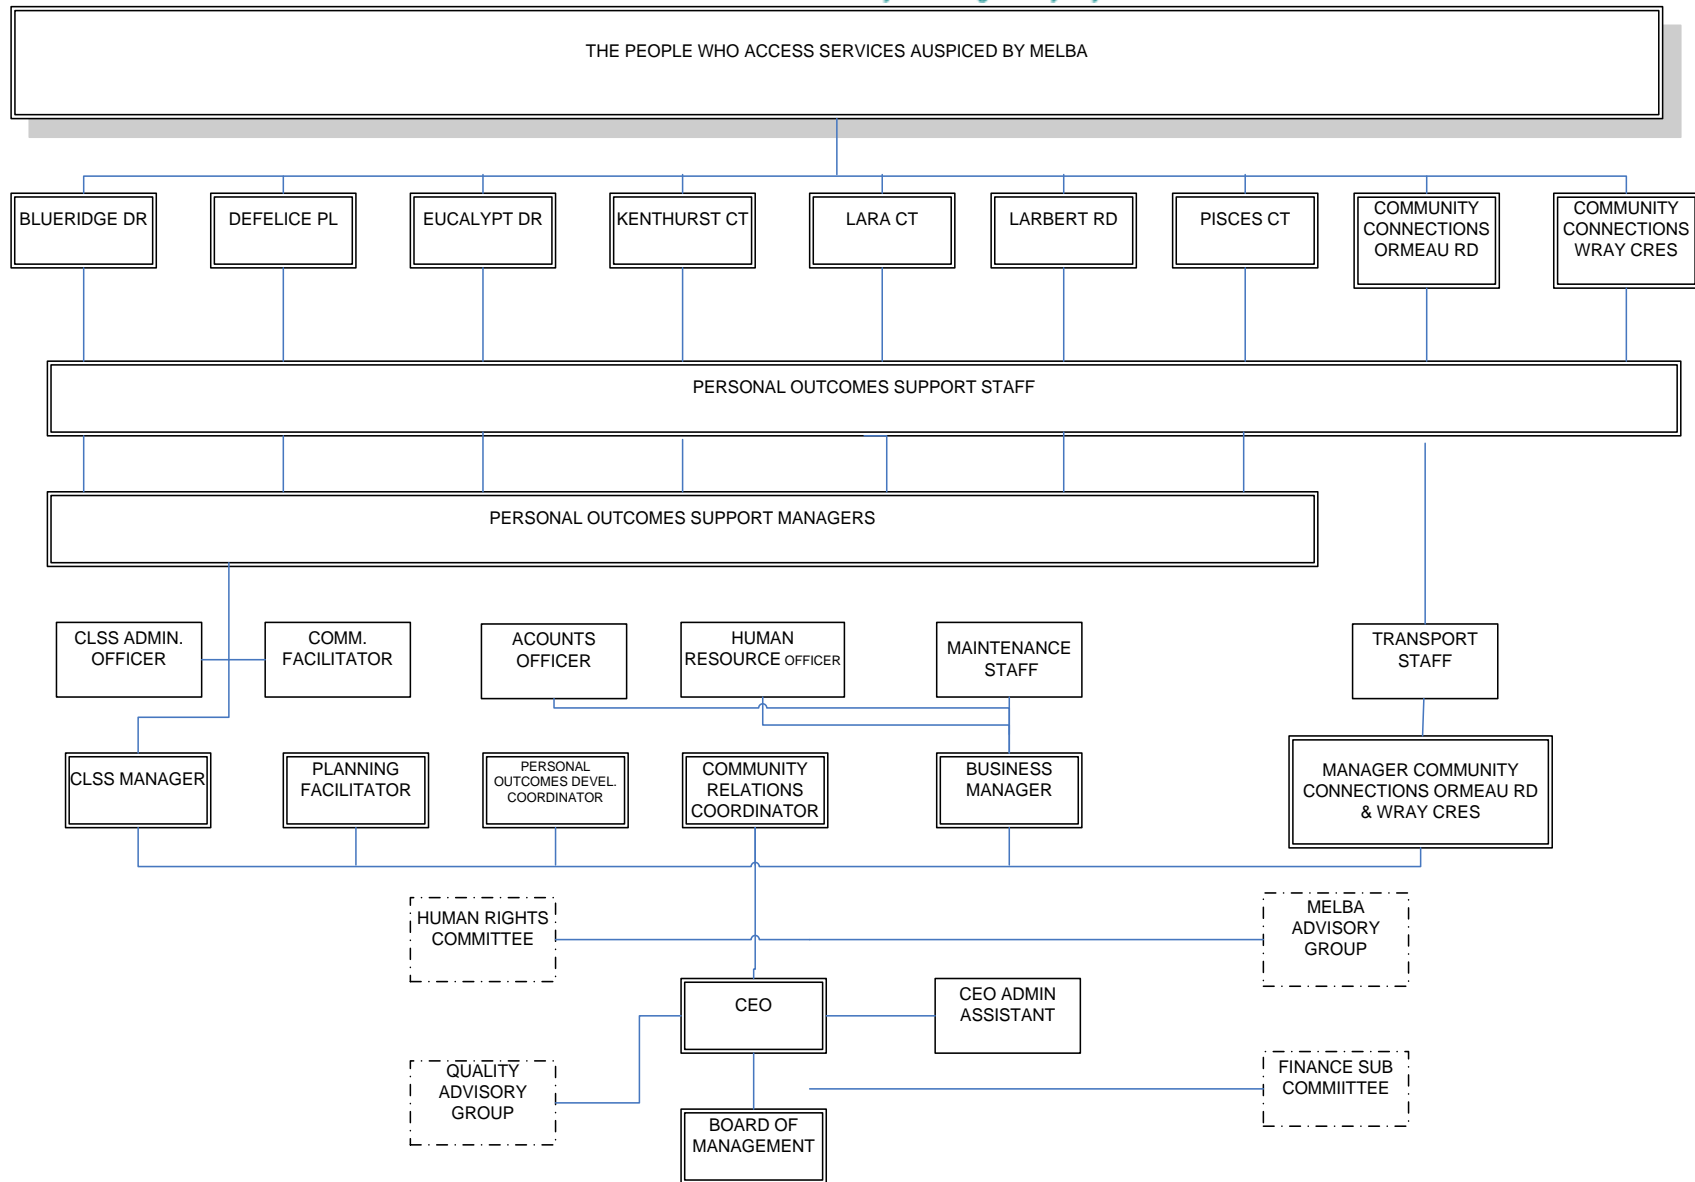 THE PEOPLE WHO ACCESS SERVICES AUSPICED BY MELBA
BLUERIDGE DR
DEFELICE PL
EUCALYPT DR
KENTHURST CT
LARA CT
LARBERT RD
PISCES CT
COMMUNITY
CONNECTIONS
ORMEAU RD
COMMUNITY
CONNECTIONS
WRAY CRES
PERSONAL OUTCOMES SUPPORT STAFF
PERSONAL OUTCOMES SUPPORT MANAGERS
CLSS ADMIN.
OFFICER
COMM.
FACILITATOR
ACOUNTS
OFFICER
HUMAN
RESOURCE OFFICER
MAINTENANCE
STAFF
TRANSPORT
STAFF
CLSS MANAGER
PLANNING
FACILITATOR
PERSONAL
OUTCOMES DEVEL.
COORDINATOR
COMMUNITY
RELATIONS
COORDINATOR
BUSINESS
MANAGER
MANAGER COMMUNITY
CONNECTIONS ORMEAU RD
& WRAY CRES
HUMAN RIGHTS
COMMITTEE
MELBA
ADVISORY
GROUP
CEO
CEO ADMIN
ASSISTANT
QUALITY
ADVISORY
GROUP
FINANCE SUB
COMMIITTEE
BOARD OF
MANAGEMENT